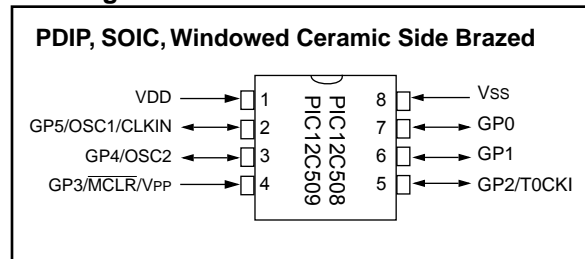 PDIP, SOIC, Windowed Ceramic Side Brazed
VDD 1 8 VSS
GP5/OSC1/CLKIN 2 7 GP0
GP4/OSC2 3 6 GP1
GP3/MCLR/VPP 4 5 GP2/T0CKI
PIC12C508
PIC12C509